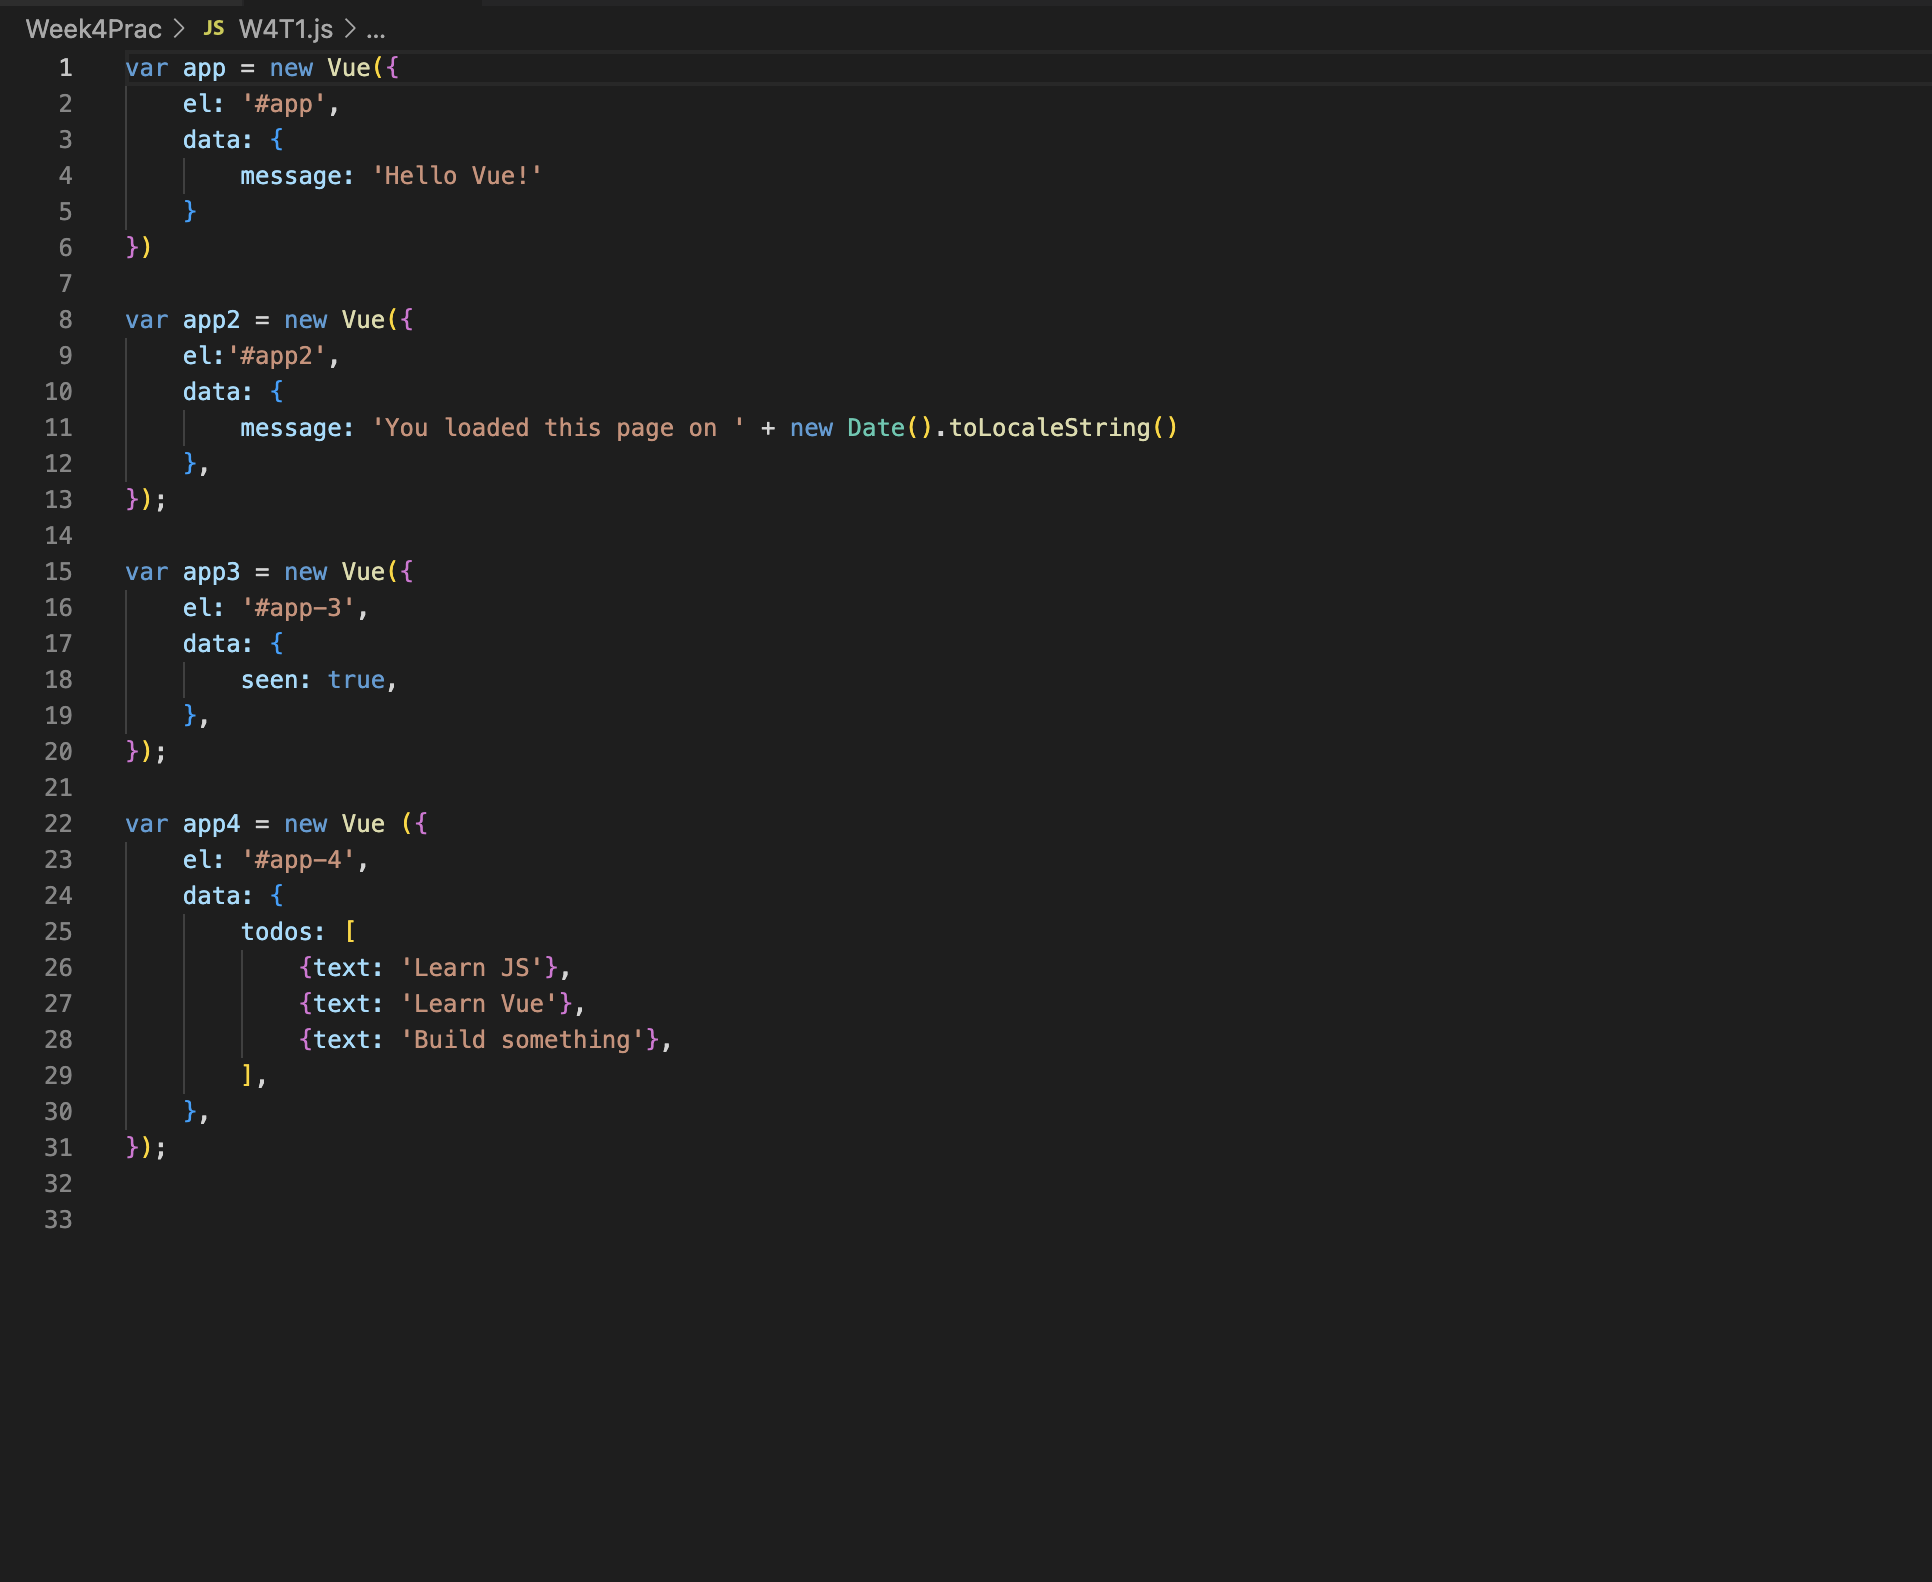 Week4Prac > JS W4T1.js > ...
1 var app = new Vue({
2     el: '#app',
3     data: {
4         message: 'Hello Vue!'
5     }
6 })
7
8 var app2 = new Vue({
9     el:'#app2',
10     data: {
11         message: 'You loaded this page on ' + new Date().toLocaleString()
12     },
13 });
14
15 var app3 = new Vue({
16     el: '#app-3',
17     data: {
18         seen: true,
19     },
20 });
21
22 var app4 = new Vue ({
23     el: '#app-4',
24     data: {
25         todos: [
26             {text: 'Learn JS'},
27             {text: 'Learn Vue'},
28             {text: 'Build something'},
29         ],
30     },
31 });
32
33